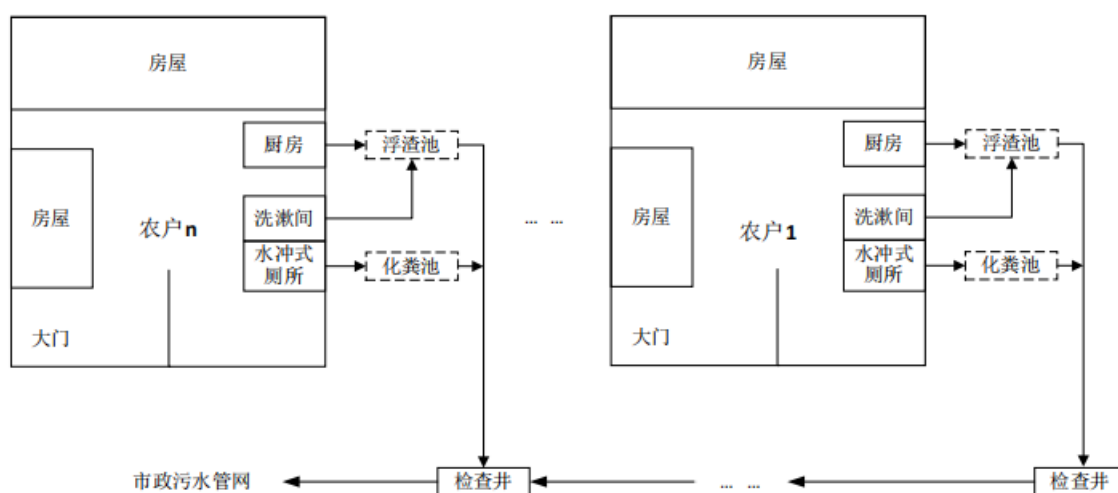 房屋
厨房
浮渣池
房屋
农户n
洗漱间
水冲式
厕所
化粪池
大门
... ...
房屋
厨房
浮渣池
房屋
农户1
洗漱间
水冲式
厕所
化粪池
大门
市政污水管网
检查井
... ...
检查井